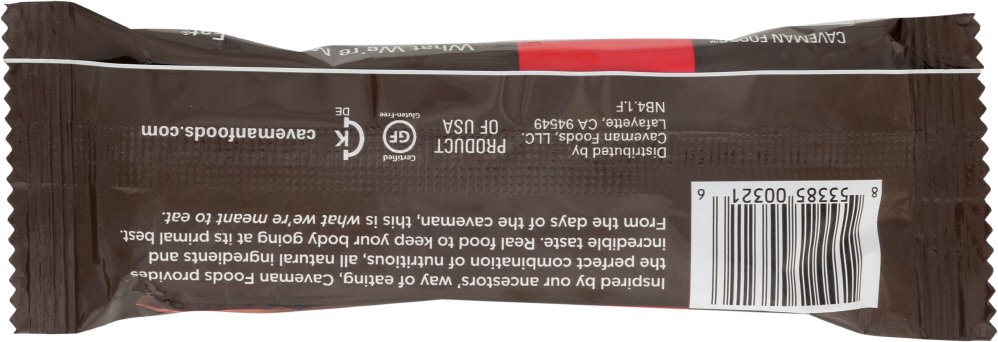 Inspired by our ancestors' way of eating, Caveman Foods provides
the perfect combination of nutritious, all natural ingredients and
incredible taste. Real food to keep your body going at its primal best.
From the days of the caveman, this is what we're meant to eat.
8 53385 00321 6
Distributed by
Caveman Foods, LLC.
Lafayette, CA 94549
NB4.1.F
PRODUCT
OF USA
Certified
GF
Gluten-Free
K
DE
cavemanfoods.com
CAVEMAN FOODS™
What We're
Eat®